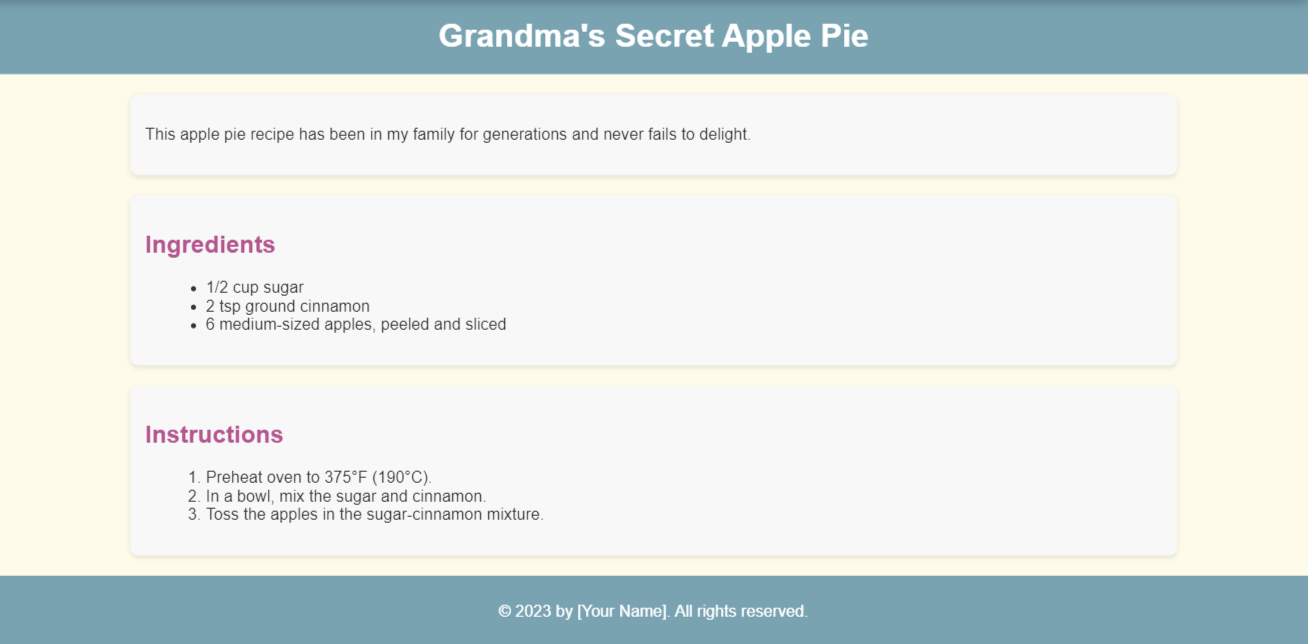 Grandma's Secret Apple Pie
This apple pie recipe has been in my family for generations and never fails to delight.
Ingredients
• 1/2 cup sugar
• 2 tsp ground cinnamon
• 6 medium-sized apples, peeled and sliced
Instructions
1. Preheat oven to 375°F (190°C).
2. In a bowl, mix the sugar and cinnamon.
3. Toss the apples in the sugar-cinnamon mixture.
© 2023 by [Your Name]. All rights reserved.